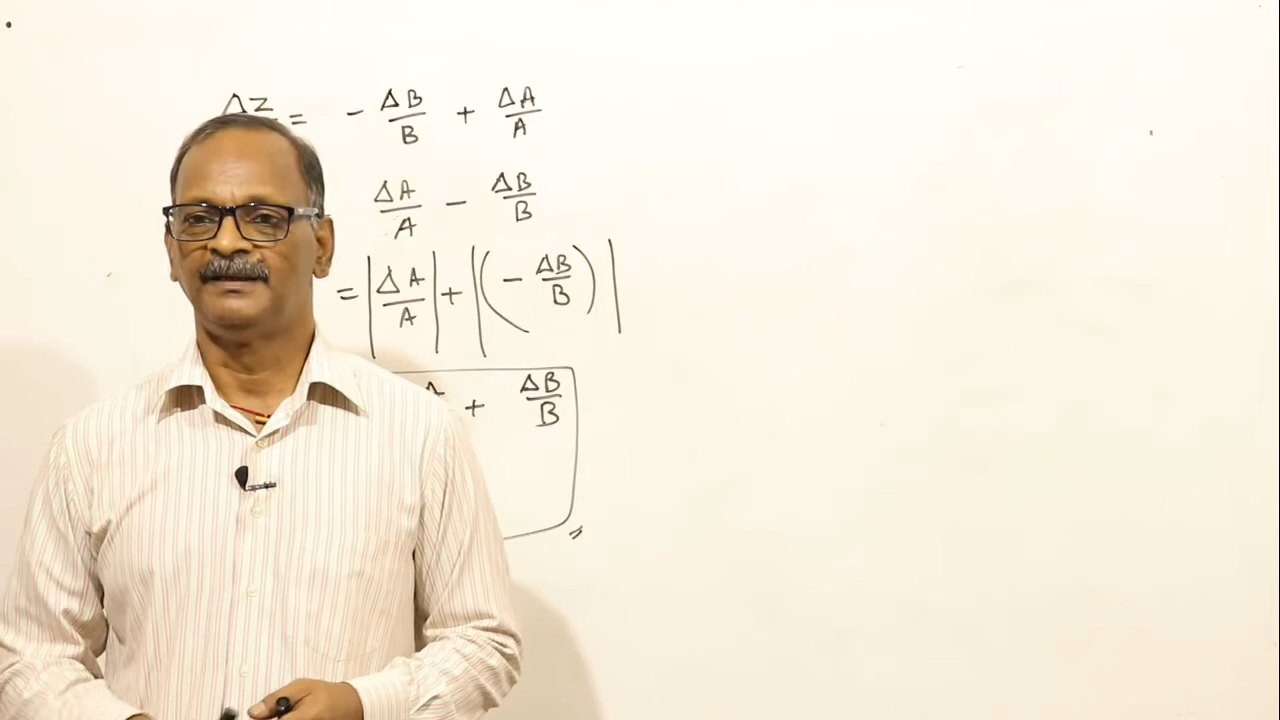 ΔZ = - ΔB/B + ΔA/A
ΔA/A - ΔB/B
= |ΔA/A| + |(- ΔB/B)|
+ ΔB/B